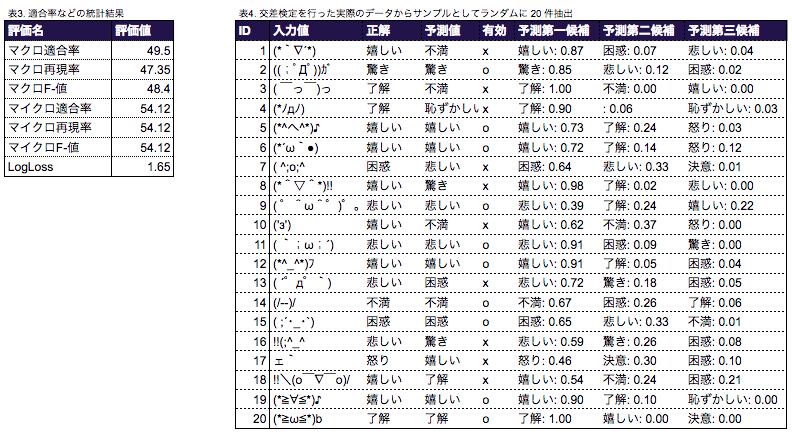 表3. 適合率などの統計結果
評価名 評価値
マクロ適合率 49.5
マクロ再現率 47.35
マクロF-値 48.4
マイクロ適合率 54.12
マイクロ再現率 54.12
マイクロF-値 54.12
LogLoss 1.65
表4. 交差検定を行った実際のデータからサンプルとしてランダムに 20 件抽出
ID 入力値 正解 予測値 有効 予測第一候補 予測第二候補 予測第三候補
1 (*｀▽´*) 嬉しい 不満 x 嬉しい: 0.87 困惑: 0.07 悲しい: 0.04
2 ((；ﾟДﾟ))ｶﾞ 驚き 驚き o 驚き: 0.85 悲しい: 0.12 困惑: 0.02
3 (￣っ￣)っ 了解 不満 x 了解: 1.00 不満: 0.00 嬉しい: 0.00
4 (*ﾉдﾉ) 了解 恥ずかしい x 了解: 0.90 : 0.06 恥ずかしい: 0.03
5 (*^へ^*)♪ 嬉しい 嬉しい o 嬉しい: 0.73 了解: 0.24 怒り: 0.03
6 (*´ω｀●) 嬉しい 嬉しい o 嬉しい: 0.72 了解: 0.14 怒り: 0.12
7 ( ^;o;^ 困惑 悲しい x 困惑: 0.64 悲しい: 0.33 決意: 0.01
8 (*＾▽＾*)!! 嬉しい 驚き x 嬉しい: 0.98 了解: 0.02 悲しい: 0.00
9 (゜＾ω＾゜)゜。 悲しい 悲しい o 悲しい: 0.39 了解: 0.24 嬉しい: 0.22
10 ('з') 嬉しい 不満 x 嬉しい: 0.62 不満: 0.37 怒り: 0.00
11 (｀；ω；´) 悲しい 悲しい o 悲しい: 0.91 困惑: 0.09 驚き: 0.00
12 (*^_^*)ﾌ 嬉しい 嬉しい o 嬉しい: 0.91 了解: 0.05 困惑: 0.04
13 (´゜д゜｀) 悲しい 困惑 x 悲しい: 0.72 驚き: 0.18 困惑: 0.05
14 (/--)/ 不満 不満 o 不満: 0.67 困惑: 0.26 了解: 0.06
15 ( ;´･_･`) 困惑 困惑 o 困惑: 0.65 悲しい: 0.33 不満: 0.01
16 !!(;^_^ 悲しい 驚き x 悲しい: 0.59 驚き: 0.26 困惑: 0.08
17 ェ｀ 怒り 嬉しい x 怒り: 0.46 決意: 0.30 困惑: 0.10
18 !!＼(o￣▽￣o)/ 嬉しい 了解 x 嬉しい: 0.54 不満: 0.24 困惑: 0.21
19 (*≧∀≦*)♪ 嬉しい 嬉しい o 嬉しい: 0.90 了解: 0.10 恥ずかしい: 0.00
20 (*≧ω≦*)b 了解 了解 o 了解: 1.00 嬉しい: 0.00 決意: 0.00